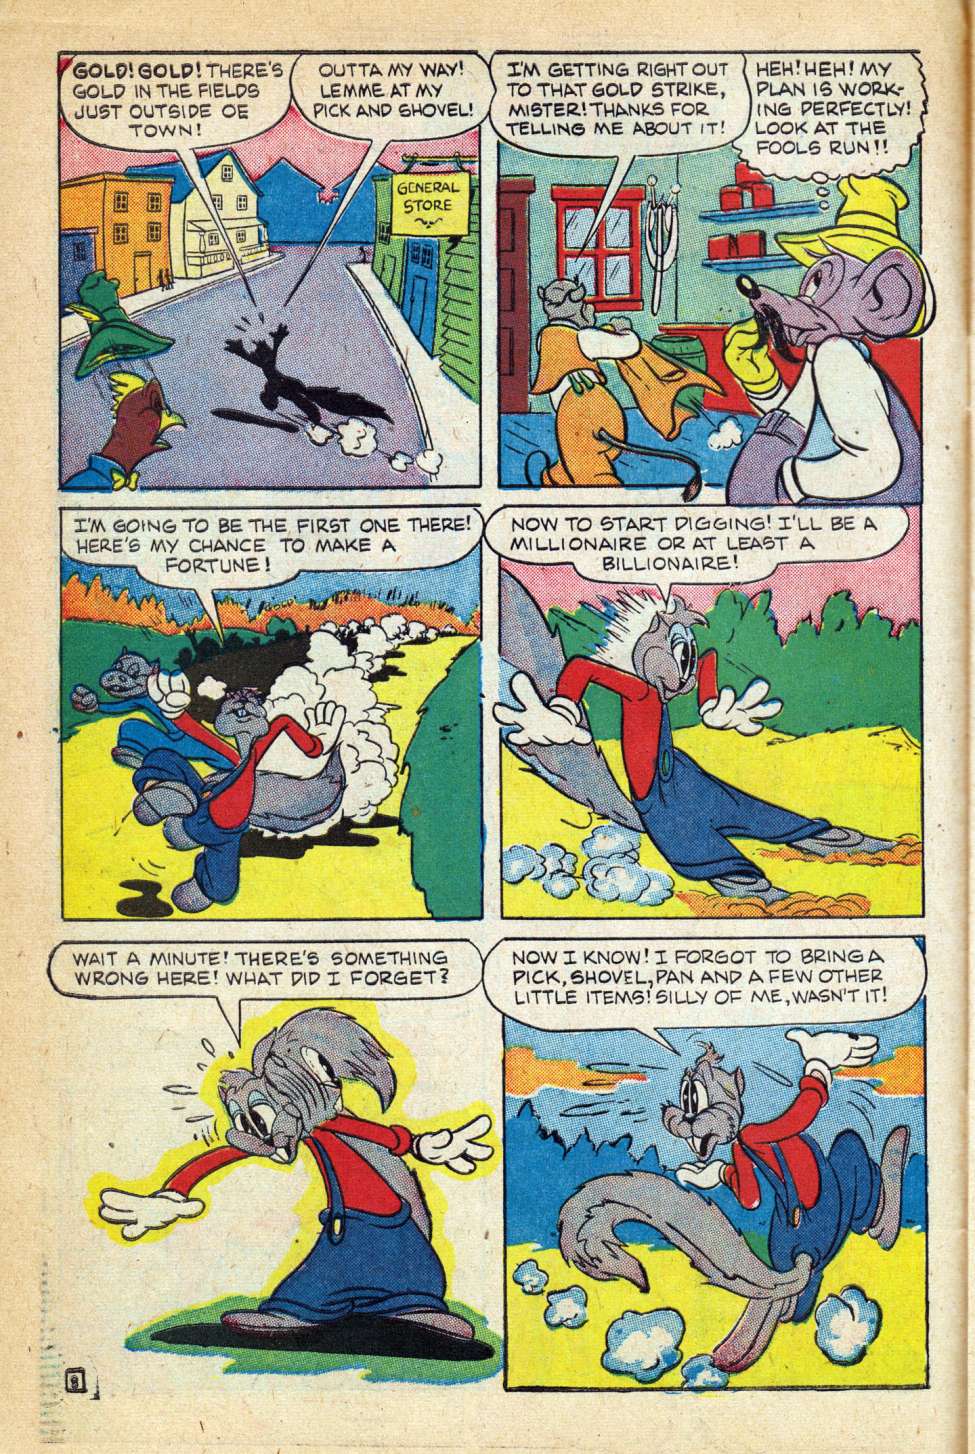 GOLD! GOLD! THERE'S
GOLD IN THE FIELDS
JUST OUTSIDE OE
TOWN!
OUTTA MY WAY!
LEMME AT MY
PICK AND SHOVEL!
GENERAL
STORE
I'M GETTING RIGHT OUT
TO THAT GOLD STRIKE,
MISTER! THANKS FOR
TELLING ME ABOUT IT!
HEH! HEH! MY
PLAN IS WORK-
ING PERFECTLY!
LOOK AT THE
FOOLS RUN!!
I'M GOING TO BE THE FIRST ONE THERE!
HERE'S MY CHANCE TO MAKE A
FORTUNE!
NOW TO START DIGGING! I'LL BE A
MILLIONAIRE OR AT LEAST A
BILLIONAIRE!
WAIT A MINUTE! THERE'S SOMETHING
WRONG HERE! WHAT DID I FORGET?
NOW I KNOW! I FORGOT TO BRING A
PICK, SHOVEL, PAN AND A FEW OTHER
LITTLE ITEMS! SILLY OF ME, WASN'T IT!